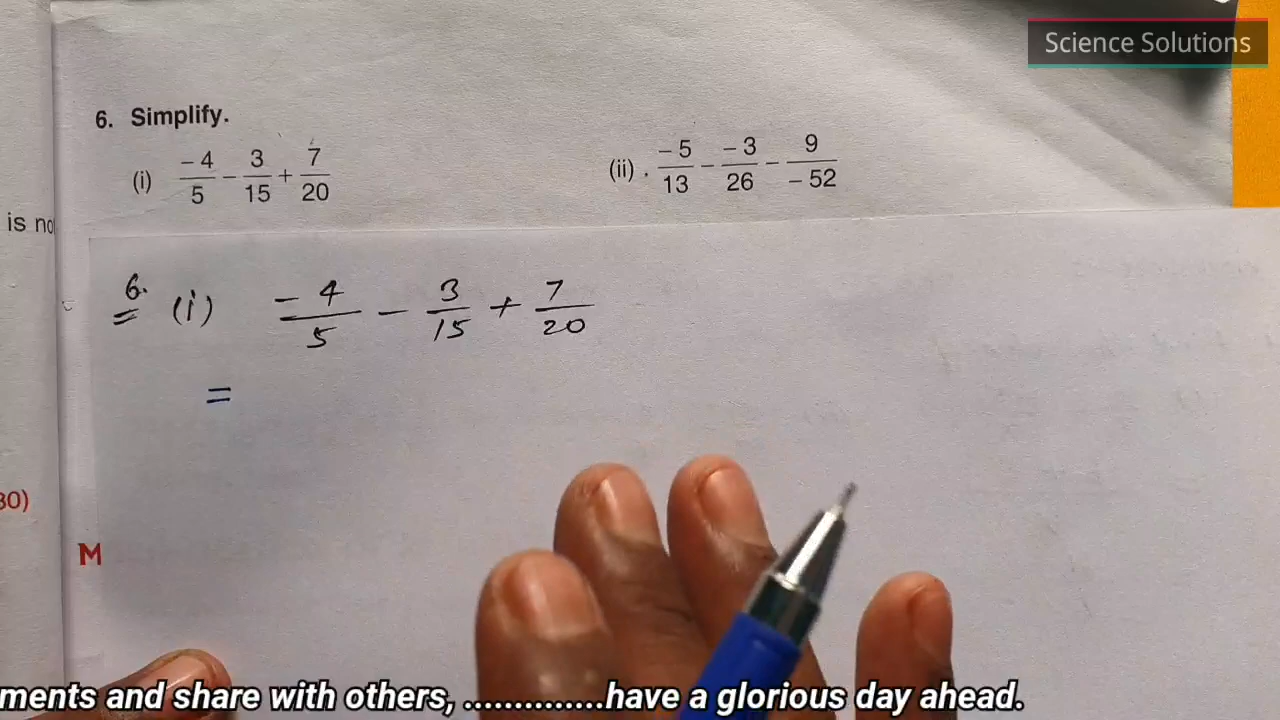 Science Solutions
6. Simplify.
(i) -4/5 - 3/15 + 7/20
(ii) . -5/13 - -3/26 - 9/-52
is no
6. (i) -4/5 - 3/15 + 7/20
=
30)
M
ments and share with others, ..............have a glorious day ahead.